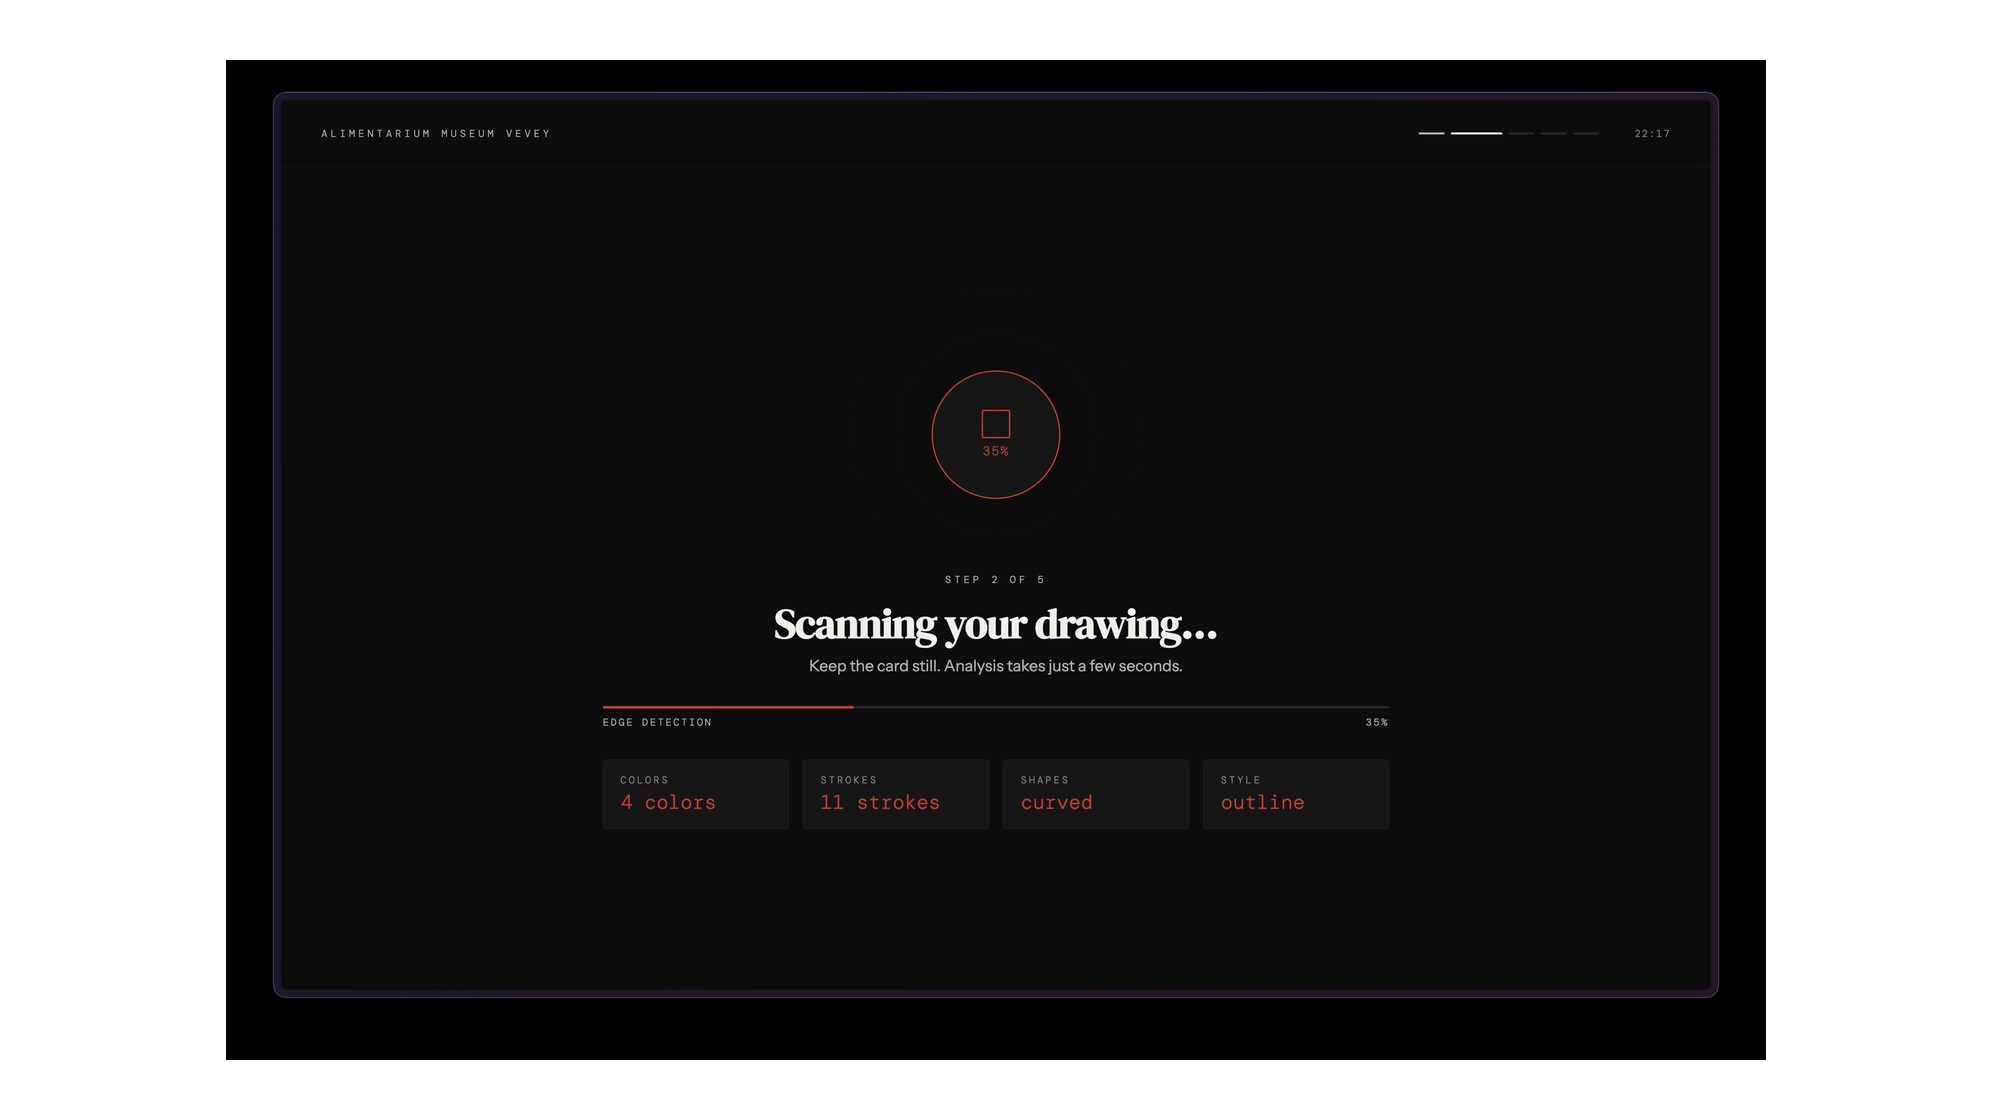 ALIMENTARIUM MUSEUM VEVEY
22:17
35%
STEP 2 OF 5
Scanning your drawing...
Keep the card still. Analysis takes just a few seconds.
EDGE DETECTION
35%
COLORS
4 colors
STROKES
11 strokes
SHAPES
curved
STYLE
outline